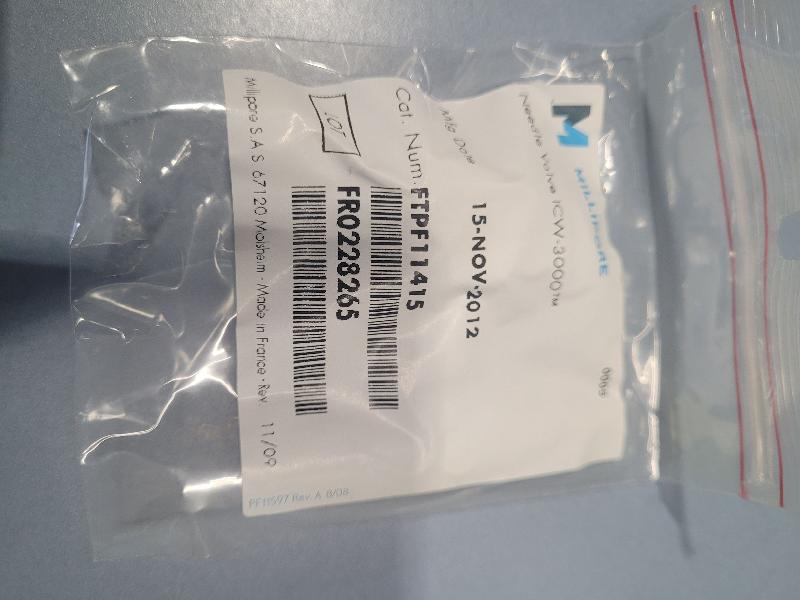 MILLIPORE
0006
Needle Valve ICW-3000™
Mfg Date 15-NOV-2012
Cat. Num. FTPF11415
LOT FR0228265
Millipore S.A.S 67120 Molsheim - Made in France - Rev. 11/09
PF11597 Rev. A 8/08